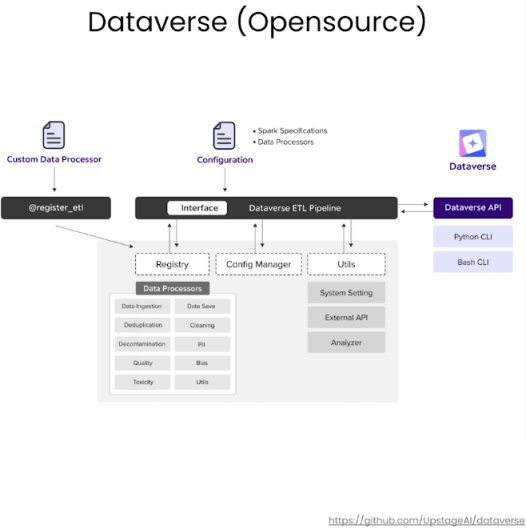 Dataverse (Opensource)
Custom Data Processor
Configuration
• Spark Specifications
• Data Processors
Dataverse
@register_etl
Interface
Dataverse ETL Pipeline
Dataverse API
Python CLI
Bash CLI
Registry
Config Manager
Utils
Data Processors
Data Ingestion
Data Save
Deduplication
Cleaning
Decontamination
PII
Quality
Bias
Toxicity
Utils
System Setting
External API
Analyzer
https://github.com/UpstageAI/dataverse